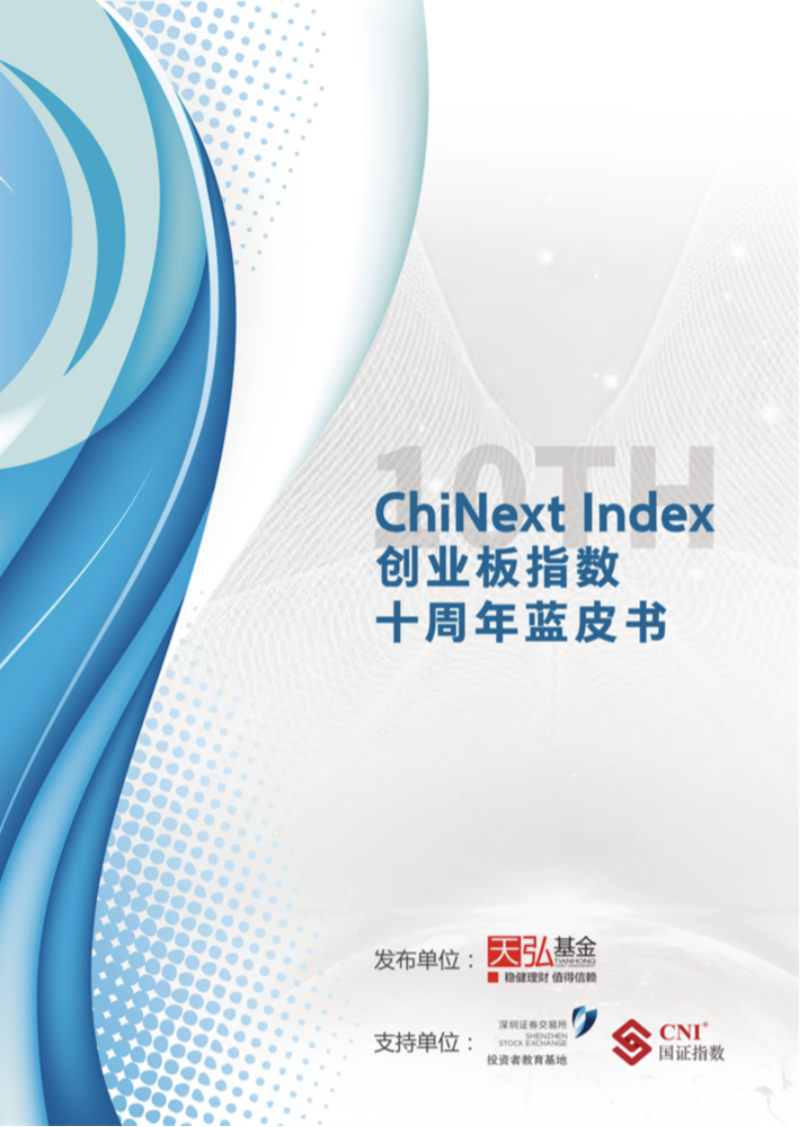 10TH
ChiNext Index
创业板指数
十周年蓝皮书
发布单位：
天弘基金
TIANHONG
稳健理财 值得信赖
支持单位：
深圳证券交易所
SHENZHEN
STOCK EXCHANGE
投资者教育基地
CNI®
国证指数